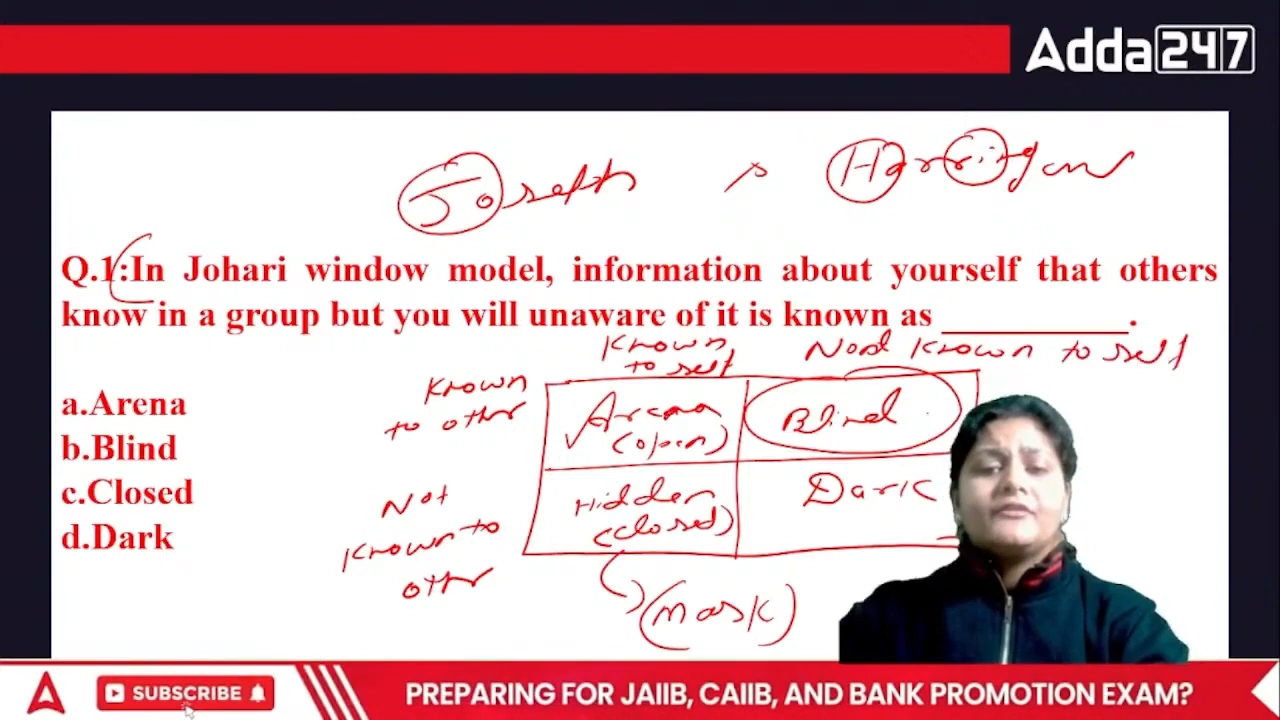 Adda247
Joseph & Harrington
Q.1:In Johari window model, information about yourself that others
know in a group but you will unaware of it is known as __________.
Known
to self
Not Known to self
Known
to other
Arena
(open)
Blind
a.Arena
b.Blind
c.Closed
d.Dark
Not
Known to
other
Hidden
(closed)
Dark
(Mask)
SUBSCRIBE
PREPARING FOR JAIIB, CAIIB, AND BANK PROMOTION EXAM?